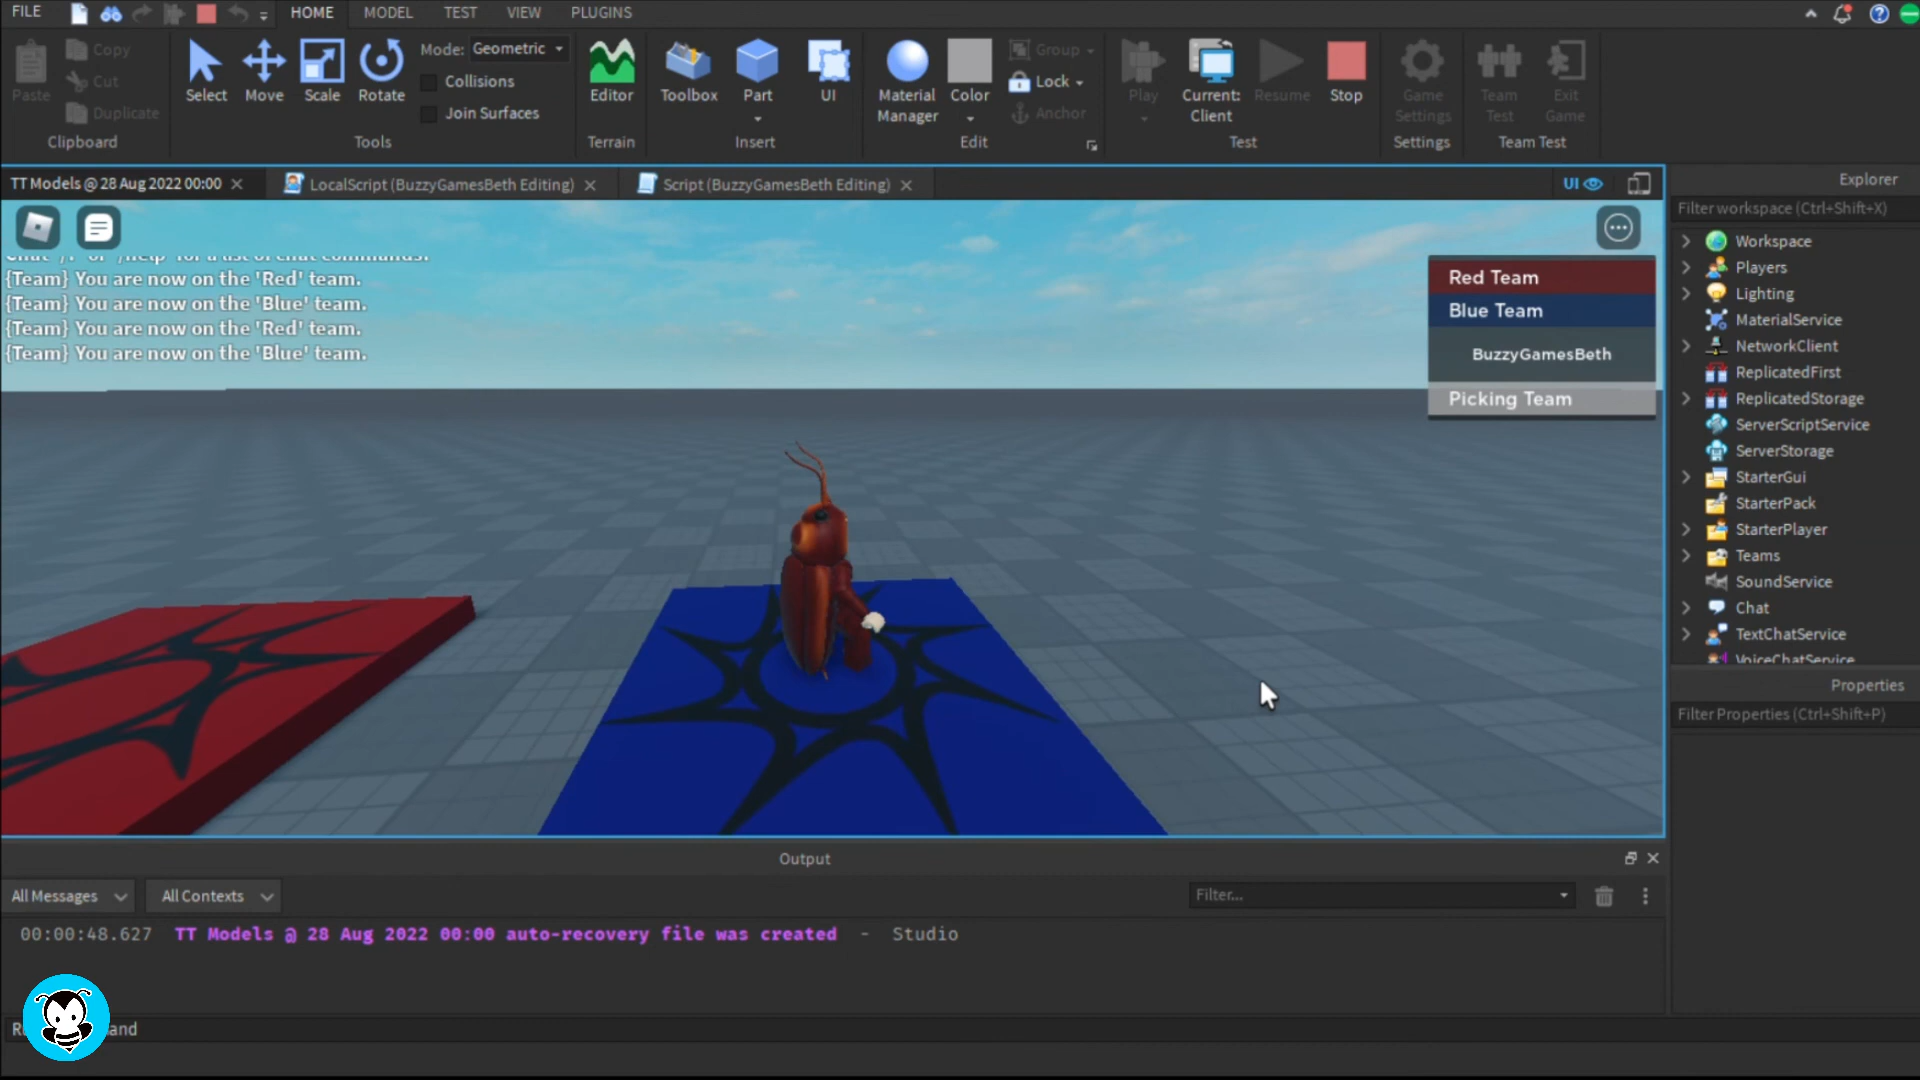 FILE
HOME
MODEL
TEST
VIEW
PLUGINS
Paste
Copy
Cut
Duplicate
Clipboard
Select
Move
Scale
Rotate
Mode: Geometric
Collisions
Join Surfaces
Tools
Editor
Terrain
Toolbox
Part
UI
Insert
Material
Manager
Color
Group
Lock
Anchor
Edit
Play
Current:
Client
Resume
Stop
Test
Game
Settings
Settings
Team
Test
Exit
Game
Team Test
TT Models @ 28 Aug 2022 00:00
LocalScript (BuzzyGamesBeth Editing)
Script (BuzzyGamesBeth Editing)
UI
{Team} You are now on the 'Red' team.
{Team} You are now on the 'Blue' team.
{Team} You are now on the 'Red' team.
{Team} You are now on the 'Blue' team.
Red Team
Blue Team
BuzzyGamesBeth
Picking Team
Explorer
Filter workspace (Ctrl+Shift+X)
Workspace
Players
Lighting
MaterialService
NetworkClient
ReplicatedFirst
ReplicatedStorage
ServerScriptService
ServerStorage
StarterGui
StarterPack
StarterPlayer
Teams
SoundService
Chat
TextChatService
VoiceChatService
Properties
Filter Properties (Ctrl+Shift+P)
Output
All Messages
All Contexts
Filter...
00:00:48.627 TT Models @ 28 Aug 2022 00:00 auto-recovery file was created - Studio